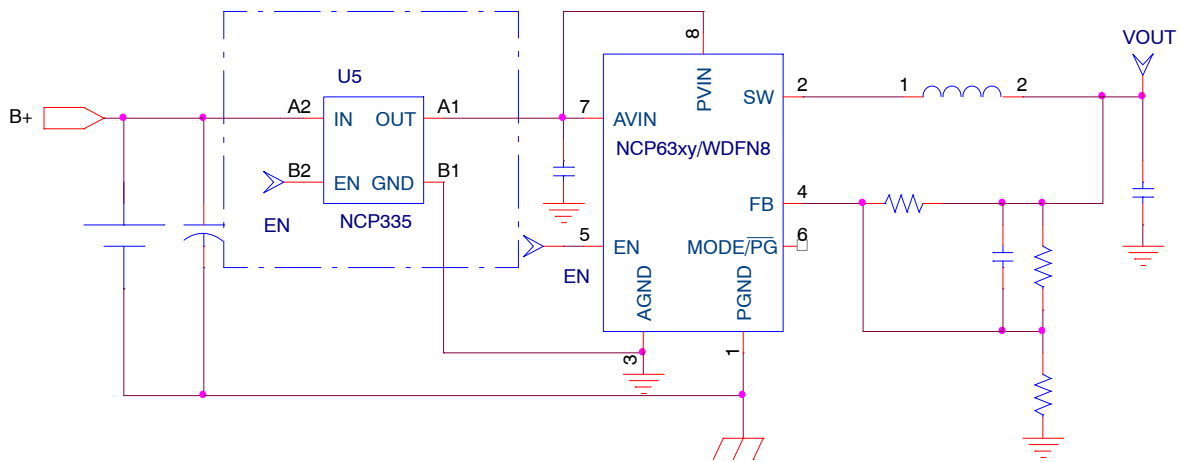 VOUT
8
U5
PVIN
2
1
2
SW
A2
A1
7
B+
IN
OUT
AVIN
NCP63xy/WDFN8
B2
B1
4
EN
GND
FB
NCP335
EN
5
6
EN
MODE/PG
EN
AGND
PGND
3
1